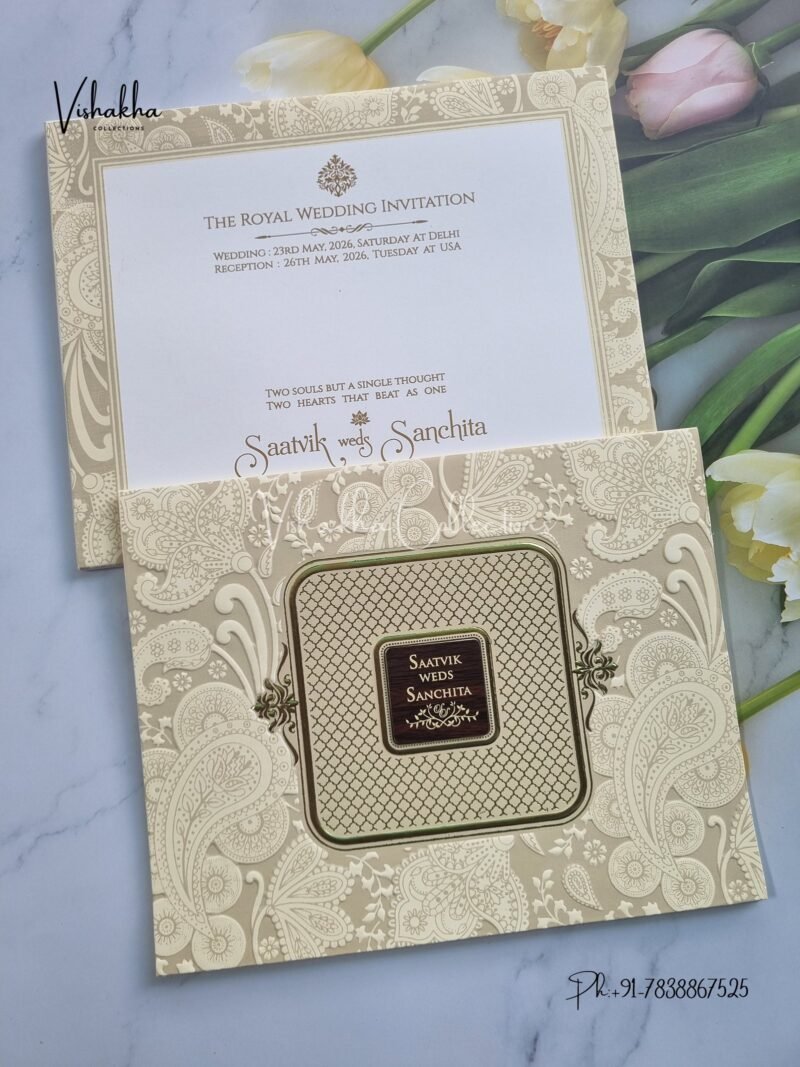 Vishakha
COLLECTIONS
THE ROYAL WEDDING INVITATION
WEDDING : 23RD MAY, 2026, SATURDAY AT DELHI
RECEPTION : 26TH MAY, 2026, TUESDAY AT USA
TWO SOULS BUT A SINGLE THOUGHT
TWO HEARTS THAT BEAT AS ONE
Saatvik weds Sanchita
Vishakha Collections
SAATVIK
WEDS
SANCHITA
Ph:+91-7838867525